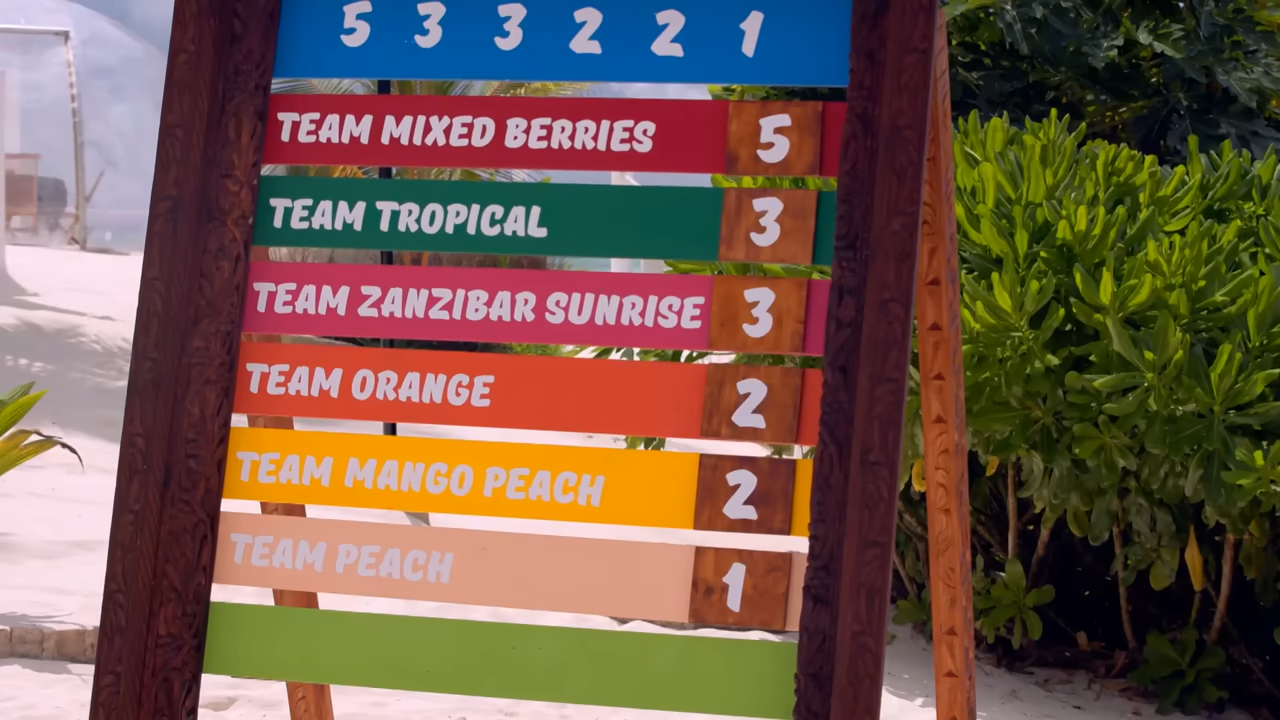 5 3 3 2 2 1
TEAM MIXED BERRIES 5
TEAM TROPICAL 3
TEAM ZANZIBAR SUNRISE 3
TEAM ORANGE 2
TEAM MANGO PEACH 2
TEAM PEACH 1